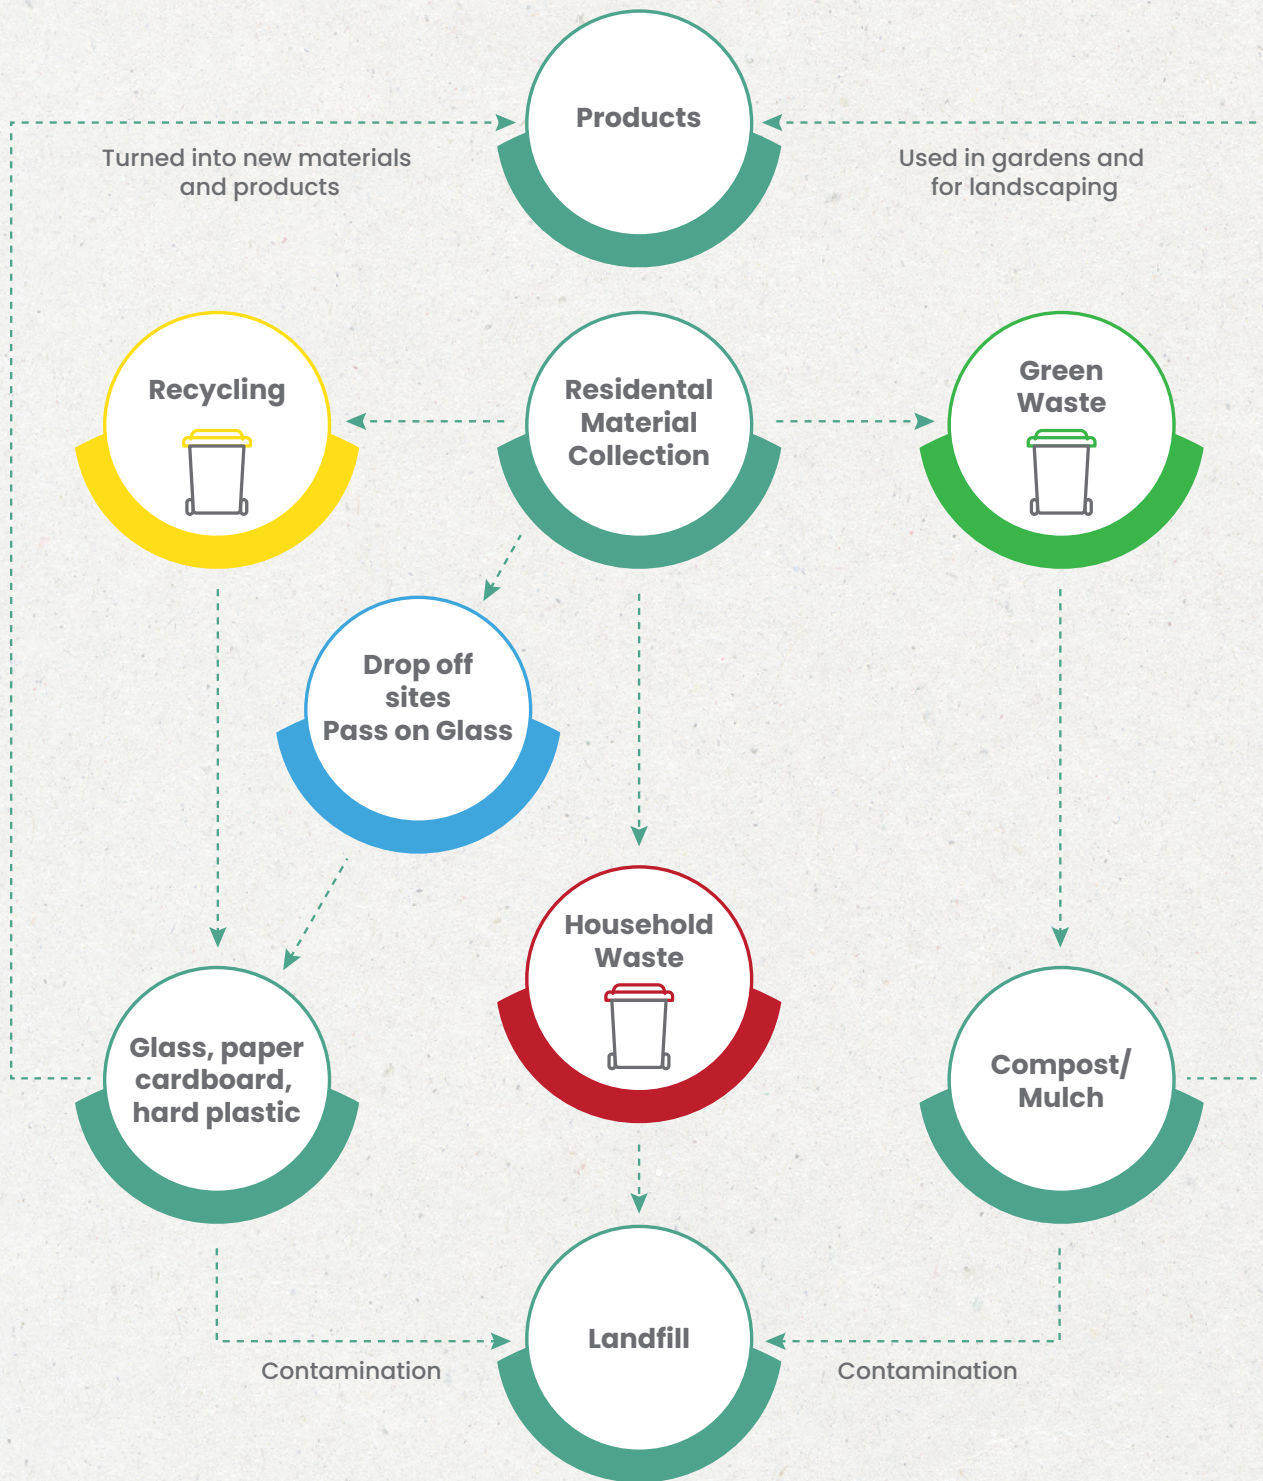 Products
Turned into new materials
and products
Used in gardens and
for landscaping
Recycling
Residental
Material
Collection
Green
Waste
Drop off
sites
Pass on Glass
Household
Waste
Glass, paper
cardboard,
hard plastic
Compost/
Mulch
Landfill
Contamination
Contamination